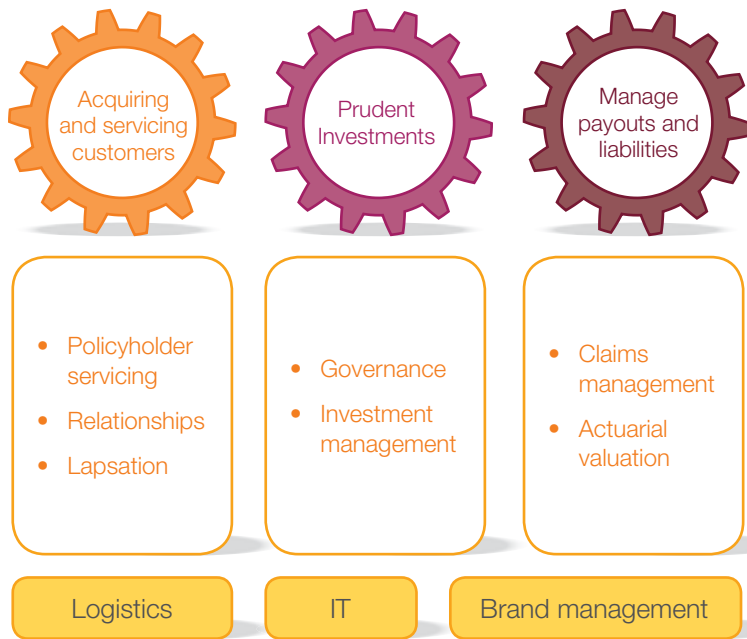 Acquiring
and servicing
customers
Prudent
Investments
Manage
payouts and
liabilities
• Policyholder
servicing
• Relationships
• Lapsation
• Governance
• Investment
management
• Claims
management
• Actuarial
valuation
Logistics
IT
Brand management